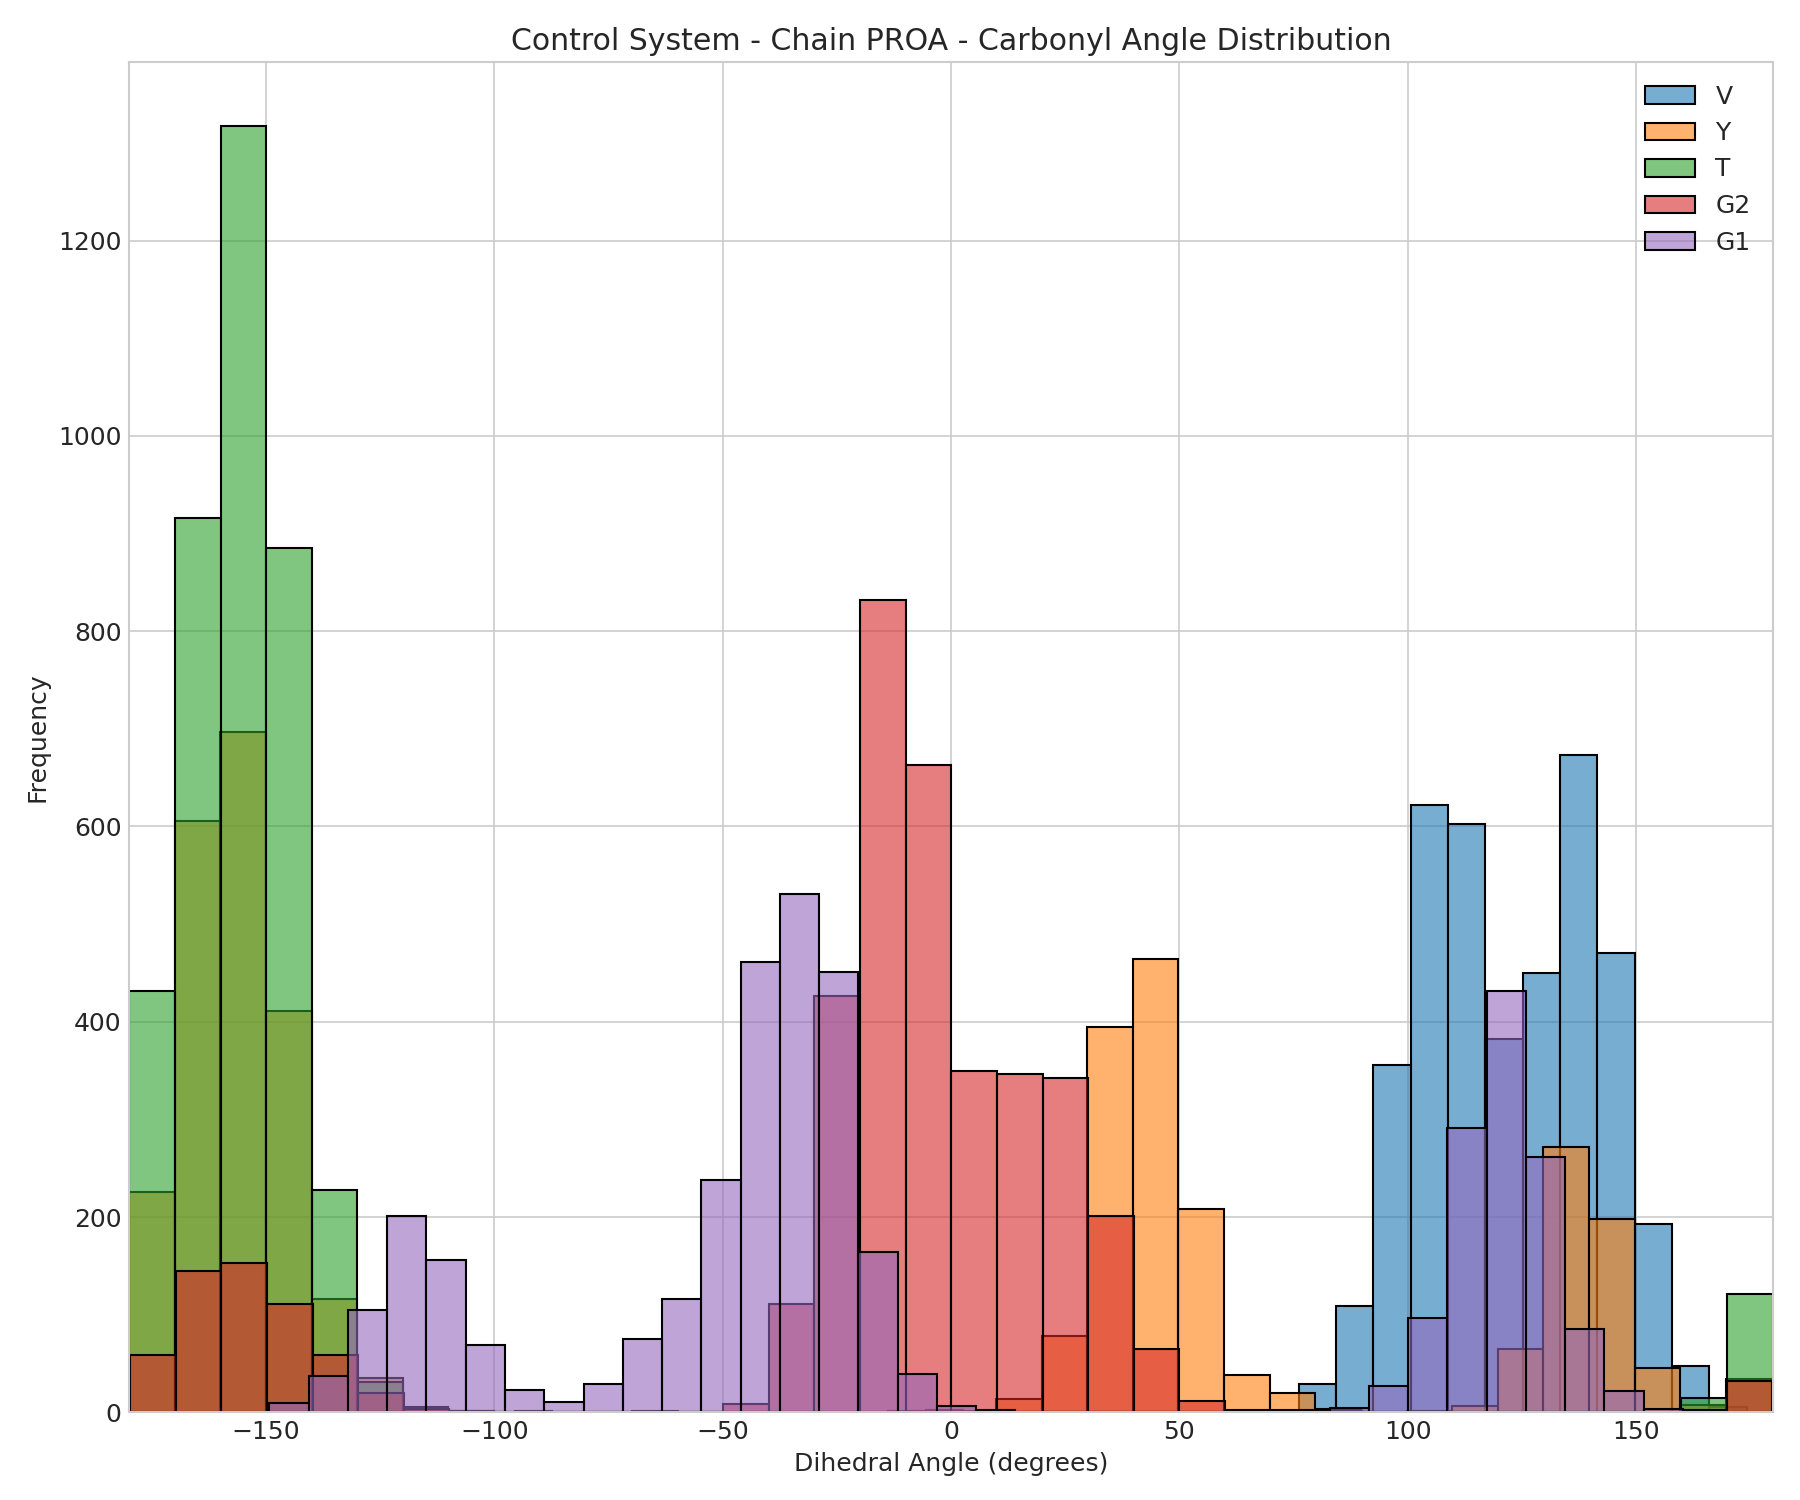 Control System - Chain PROA - Carbonyl Angle Distribution
V
Y
T
G2
G1
1200
1000
800
600
400
200
0
Frequency
−150
−100
−50
0
50
100
150
Dihedral Angle (degrees)